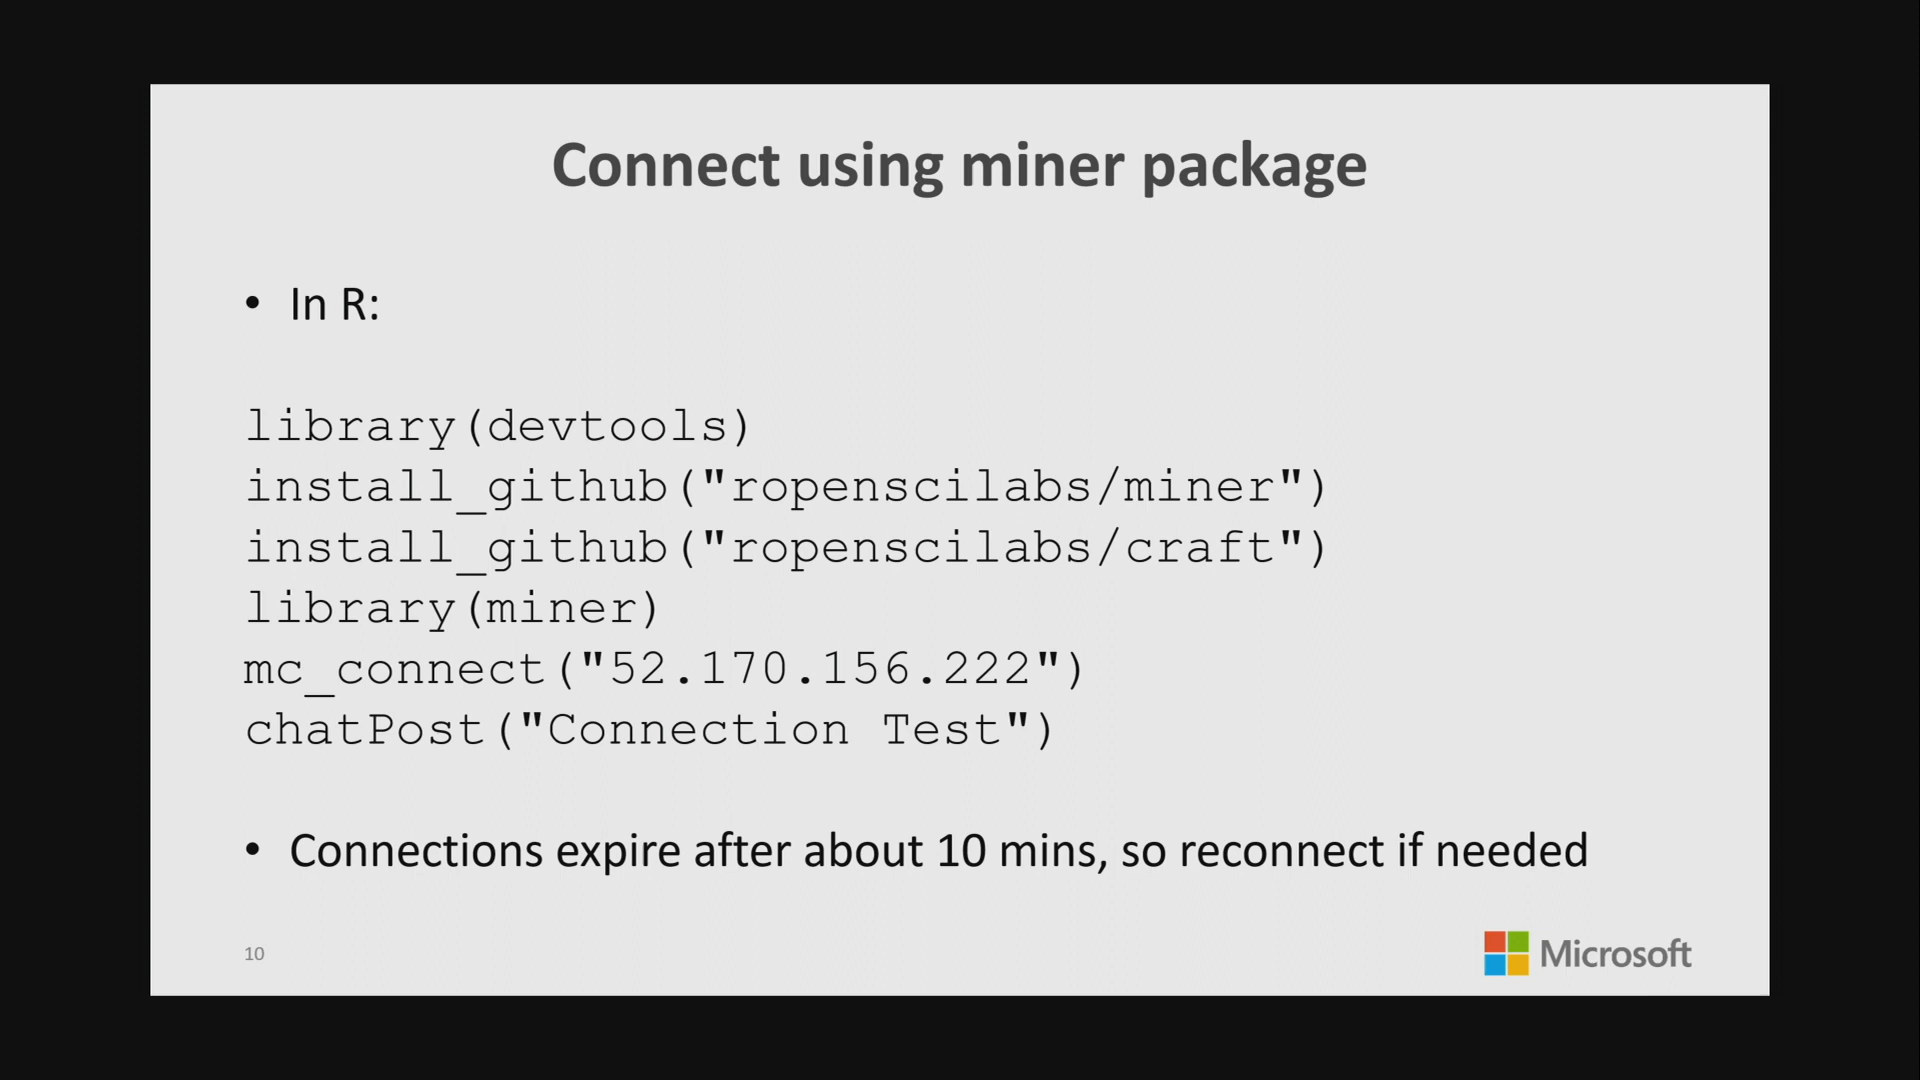 Connect using miner package
• In R:
library(devtools)
install_github("ropenscilabs/miner")
install_github("ropenscilabs/craft")
library(miner)
mc_connect("52.170.156.222")
chatPost("Connection Test")
• Connections expire after about 10 mins, so reconnect if needed
10
Microsoft